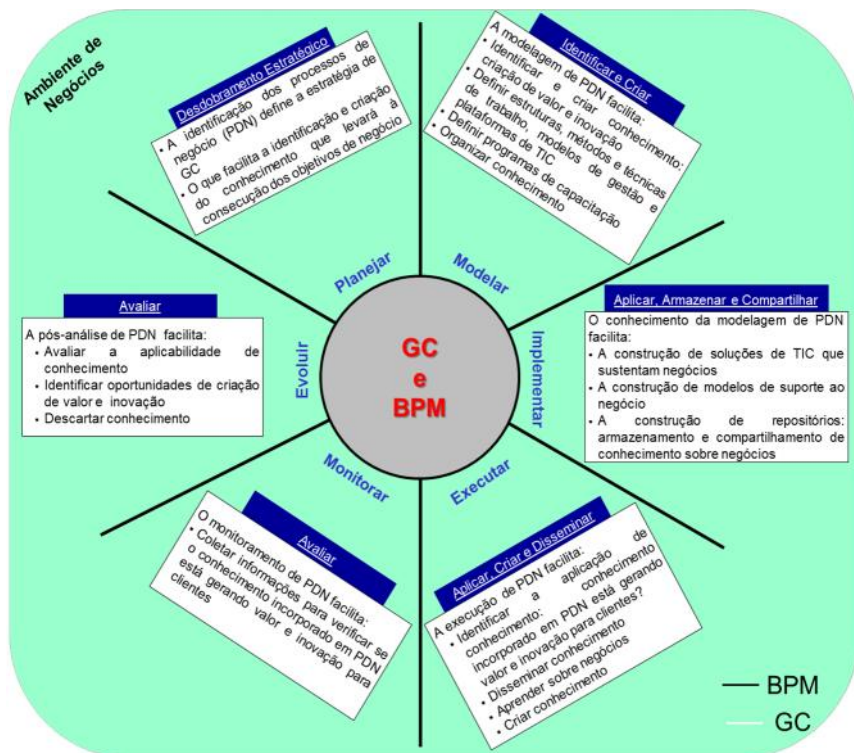 Ambiente de
Negócios
Desdobramento Estratégico
• A identificação dos processos de
negócio (PDN) define a estratégia de
GC
• O que facilita a identificação e criação
do conhecimento que levará à
consecução dos objetivos de negócio
Identificar e Criar
A modelagem de PDN facilita:
• Identificar e criar conhecimento:
criação de valor e inovação
• Definir estruturas, métodos e técnicas
de trabalho, modelos de gestão e
plataformas de TIC
• Definir programas de capacitação
• Organizar conhecimento
Planejar
Modelar
Avaliar
A pós-análise de PDN facilita:
• Avaliar a aplicabilidade de
conhecimento
• Identificar oportunidades de criação
de valor e inovação
• Descartar conhecimento
Evoluir
GC
e
BPM
Implementar
Aplicar, Armazenar e Compartilhar
O conhecimento da modelagem de PDN
facilita:
• A construção de soluções de TIC que
sustentam negócios
• A construção de modelos de suporte ao
negócio
• A construção de repositórios:
armazenamento e compartilhamento de
conhecimento sobre negócios
Monitorar
Executar
Avaliar
O monitoramento de PDN facilita:
• Coletar informações para verificar se
o conhecimento incorporado em PDN
está gerando valor e inovação para
clientes
Aplicar, Criar e Disseminar
A execução de PDN facilita:
• Identificar a aplicação de
conhecimento: conhecimento
incorporado em PDN está gerando
valor e inovação para clientes?
• Disseminar conhecimento
• Aprender sobre negócios
• Criar conhecimento
BPM
GC